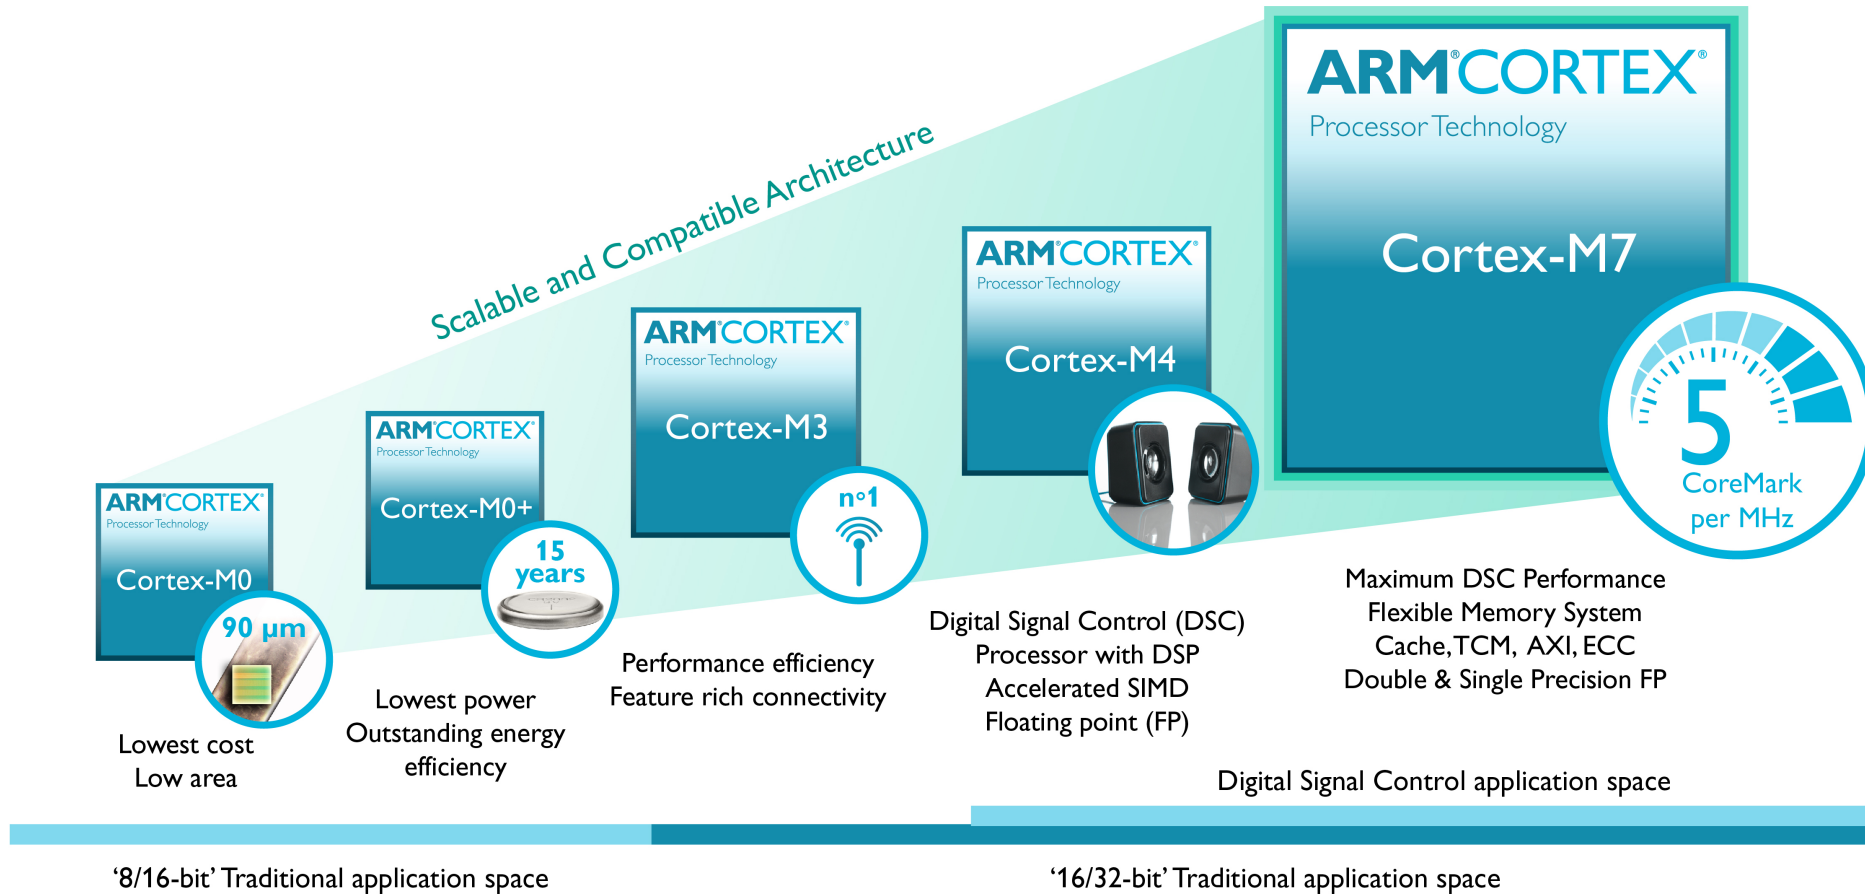 Scalable and Compatible Architecture
ARM®CORTEX®
Processor Technology
Cortex-M0
90 µm
Lowest cost
Low area
ARM®CORTEX®
Processor Technology
Cortex-M0+
15
years
Lowest power
Outstanding energy
efficiency
ARM®CORTEX®
Processor Technology
Cortex-M3
n°1
Performance efficiency
Feature rich connectivity
ARM®CORTEX®
Processor Technology
Cortex-M4
Digital Signal Control (DSC)
Processor with DSP
Accelerated SIMD
Floating point (FP)
ARM®CORTEX®
Processor Technology
Cortex-M7
5
CoreMark
per MHz
Maximum DSC Performance
Flexible Memory System
Cache, TCM, AXI, ECC
Double & Single Precision FP
Digital Signal Control application space
‘8/16-bit’ Traditional application space
‘16/32-bit’ Traditional application space